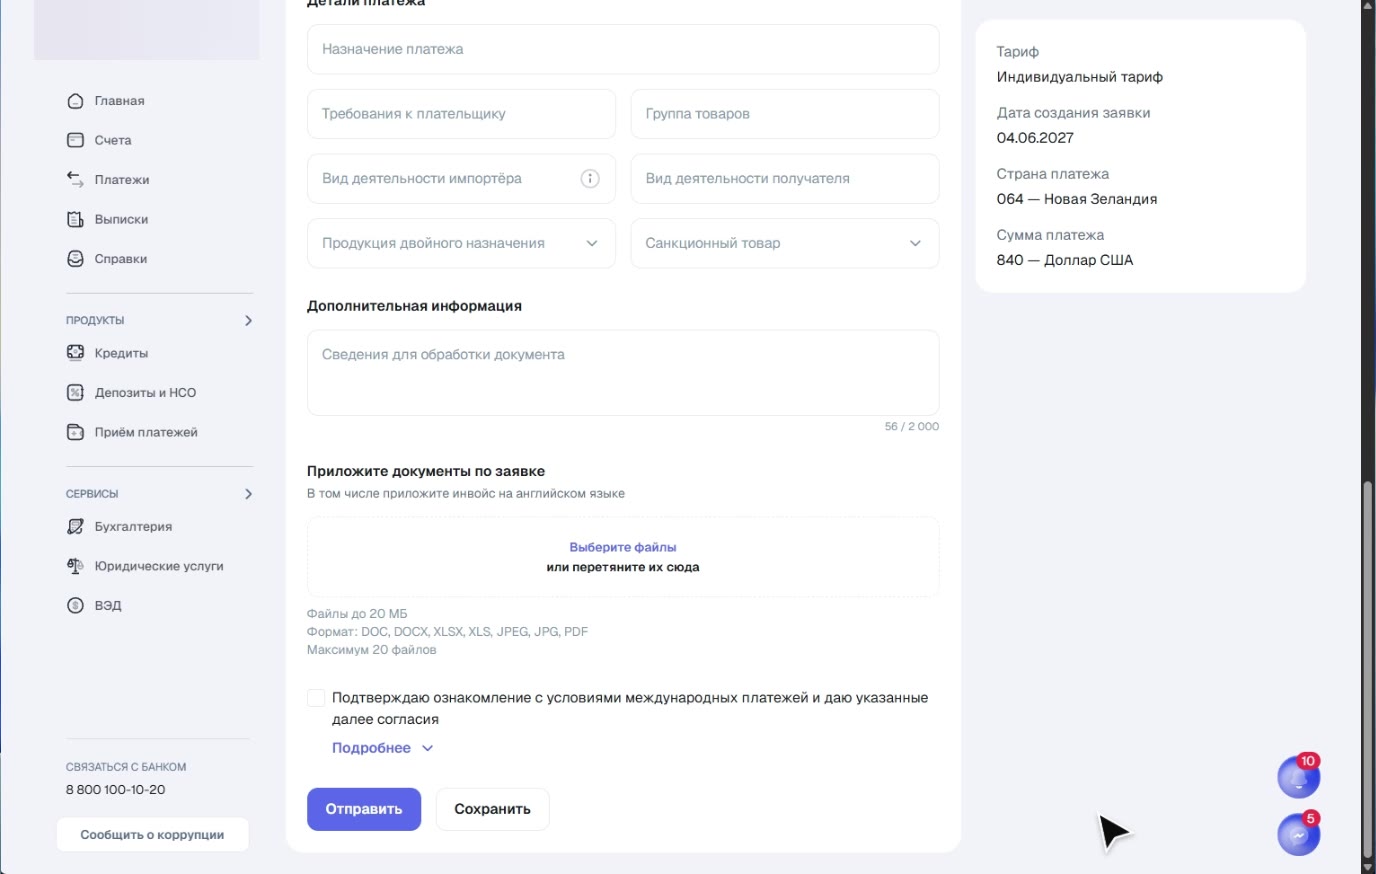 Главная
Счета
Платежи
Выписки
Справки
ПРОДУКТЫ
Кредиты
Депозиты и НСО
Приём платежей
СЕРВИСЫ
Бухгалтерия
Юридические услуги
ВЭД
СВЯЗАТЬСЯ С БАНКОМ
8 800 100-10-20
Сообщить о коррупции
Детали платежа
Назначение платежа
Требования к плательщику
Группа товаров
Вид деятельности импортёра
Вид деятельности получателя
Продукция двойного назначения
Санкционный товар
Дополнительная информация
Сведения для обработки документа
56 / 2 000
Приложите документы по заявке
В том числе приложите инвойс на английском языке
Выберите файлы
или перетяните их сюда
Файлы до 20 МБ
Формат: DOC, DOCX, XLSX, XLS, JPEG, JPG, PDF
Максимум 20 файлов
Подтверждаю ознакомление с условиями международных платежей и даю указанные
далее согласия
Подробнее
Отправить
Сохранить
Тариф
Индивидуальный тариф
Дата создания заявки
04.06.2027
Страна платежа
064 — Новая Зеландия
Сумма платежа
840 — Доллар США
10
5